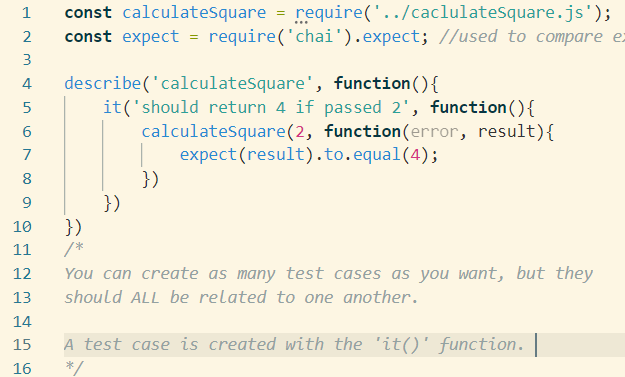 1 const calculateSquare = require('../caclulateSquare.js');
2 const expect = require('chai').expect; //used to compare
3
4 describe('calculateSquare', function(){
5 it('should return 4 if passed 2', function(){
6 calculateSquare(2, function(error, result){
7 expect(result).to.equal(4);
8 })
9 })
10 })
11 /*
12 You can create as many test cases as you want, but they
13 should ALL be related to one another.
14
15 A test case is created with the 'it()' function.
16 */